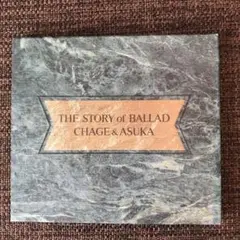 THE STORY of BALLAD
CHAGE & ASUKA